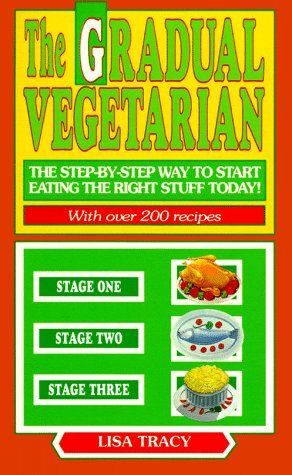 The GRADUAL
VEGETARIAN
THE STEP-BY-STEP WAY TO START
EATING THE RIGHT STUFF TODAY!
With over 200 recipes
STAGE ONE
STAGE TWO
STAGE THREE
LISA TRACY